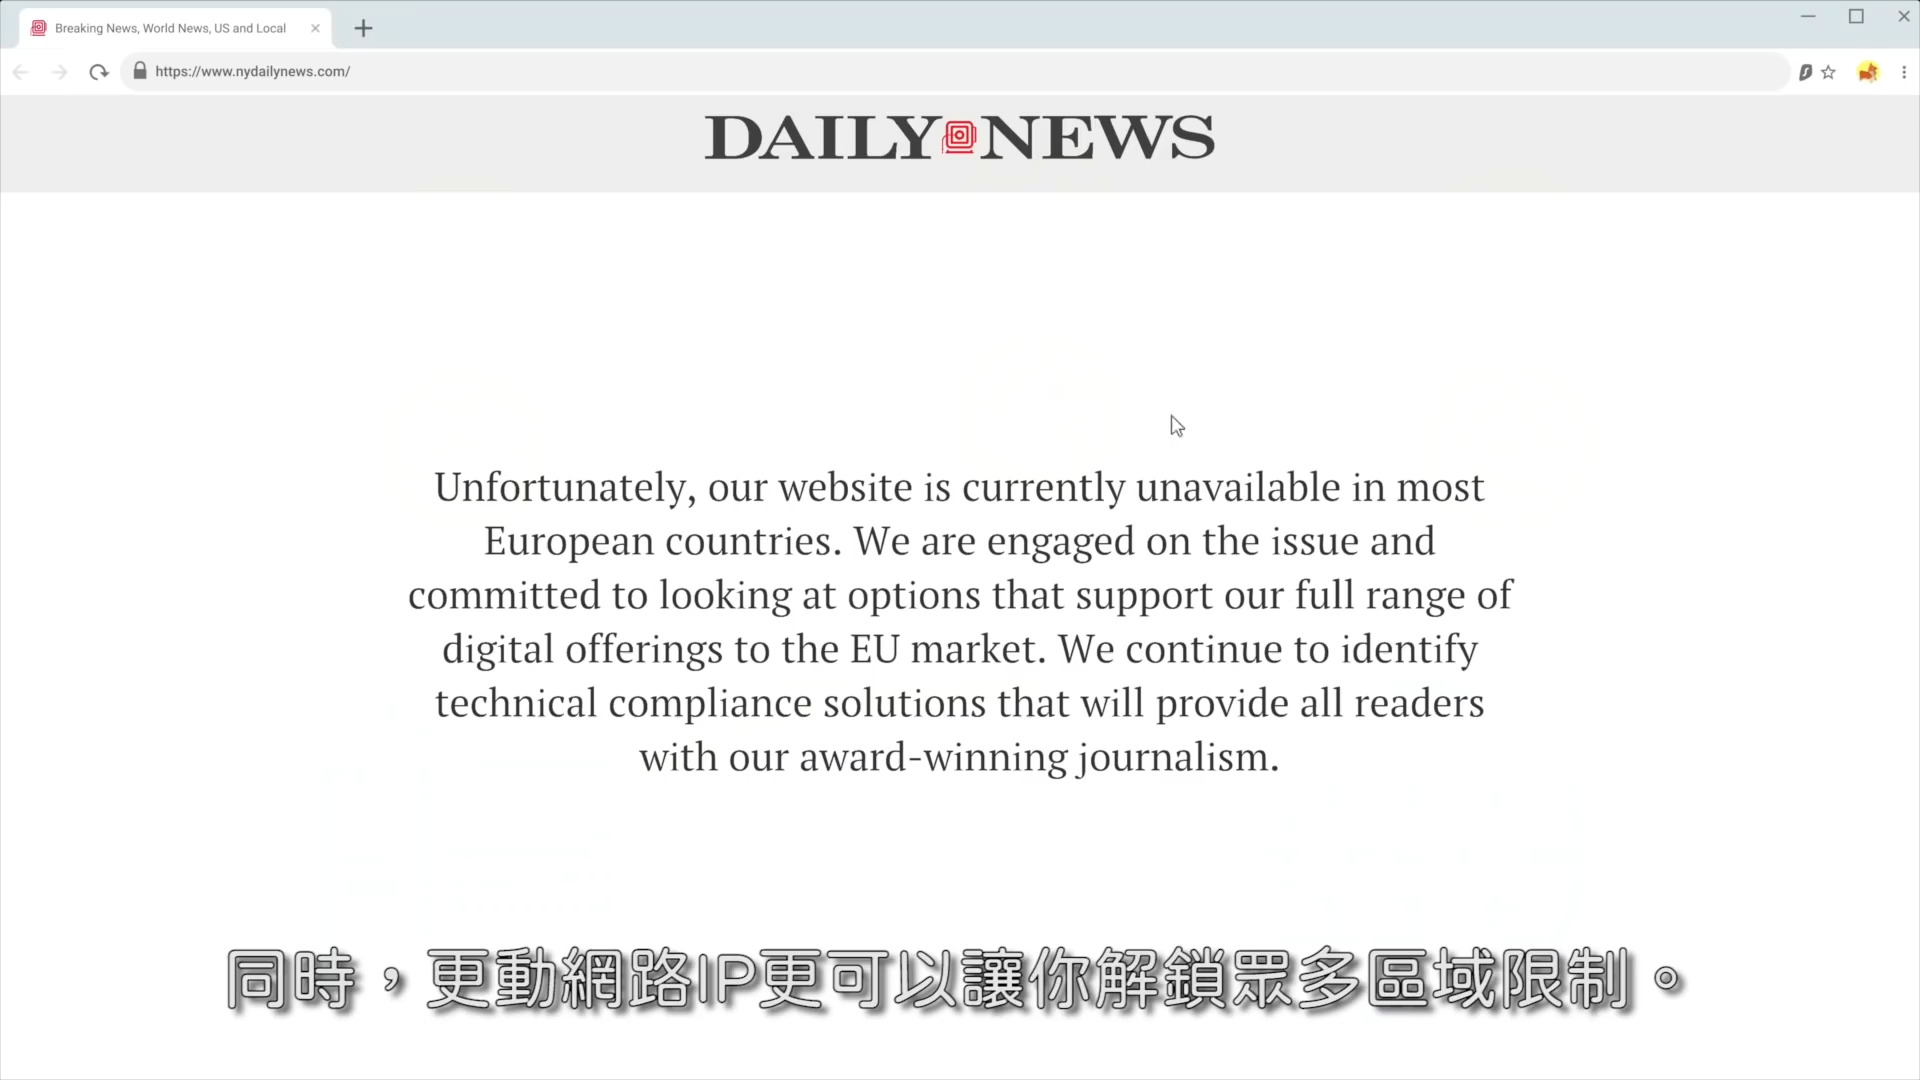 Breaking News, World News, US and Local
https://www.nydailynews.com/
DAILY NEWS
Unfortunately, our website is currently unavailable in most
European countries. We are engaged on the issue and
committed to looking at options that support our full range of
digital offerings to the EU market. We continue to identify
technical compliance solutions that will provide all readers
with our award-winning journalism.
同時，更動網路IP更可以讓你解鎖眾多區域限制。